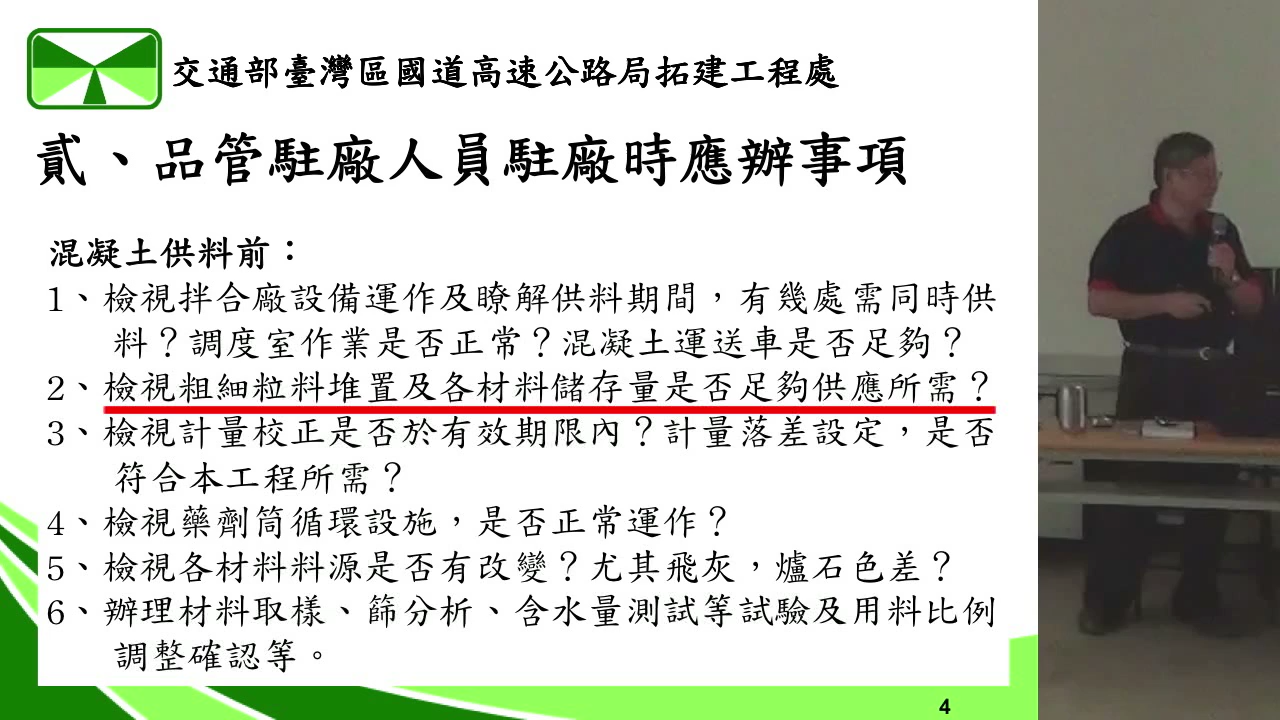 交通部臺灣區國道高速公路局拓建工程處
貳、品管駐廠人員駐廠時應辦事項
混凝土供料前：
1、檢視拌合廠設備運作及瞭解供料期間，有幾處需同時供
料？調度室作業是否正常？混凝土運送車是否足夠？
2、檢視粗細粒料堆置及各材料儲存量是否足夠供應所需？
3、檢視計量校正是否於有效期限內？計量落差設定，是否
符合本工程所需？
4、檢視藥劑筒循環設施，是否正常運作？
5、檢視各材料料源是否有改變？尤其飛灰，爐石色差？
6、辦理材料取樣、篩分析、含水量測試等試驗及用料比例
調整確認等。
4